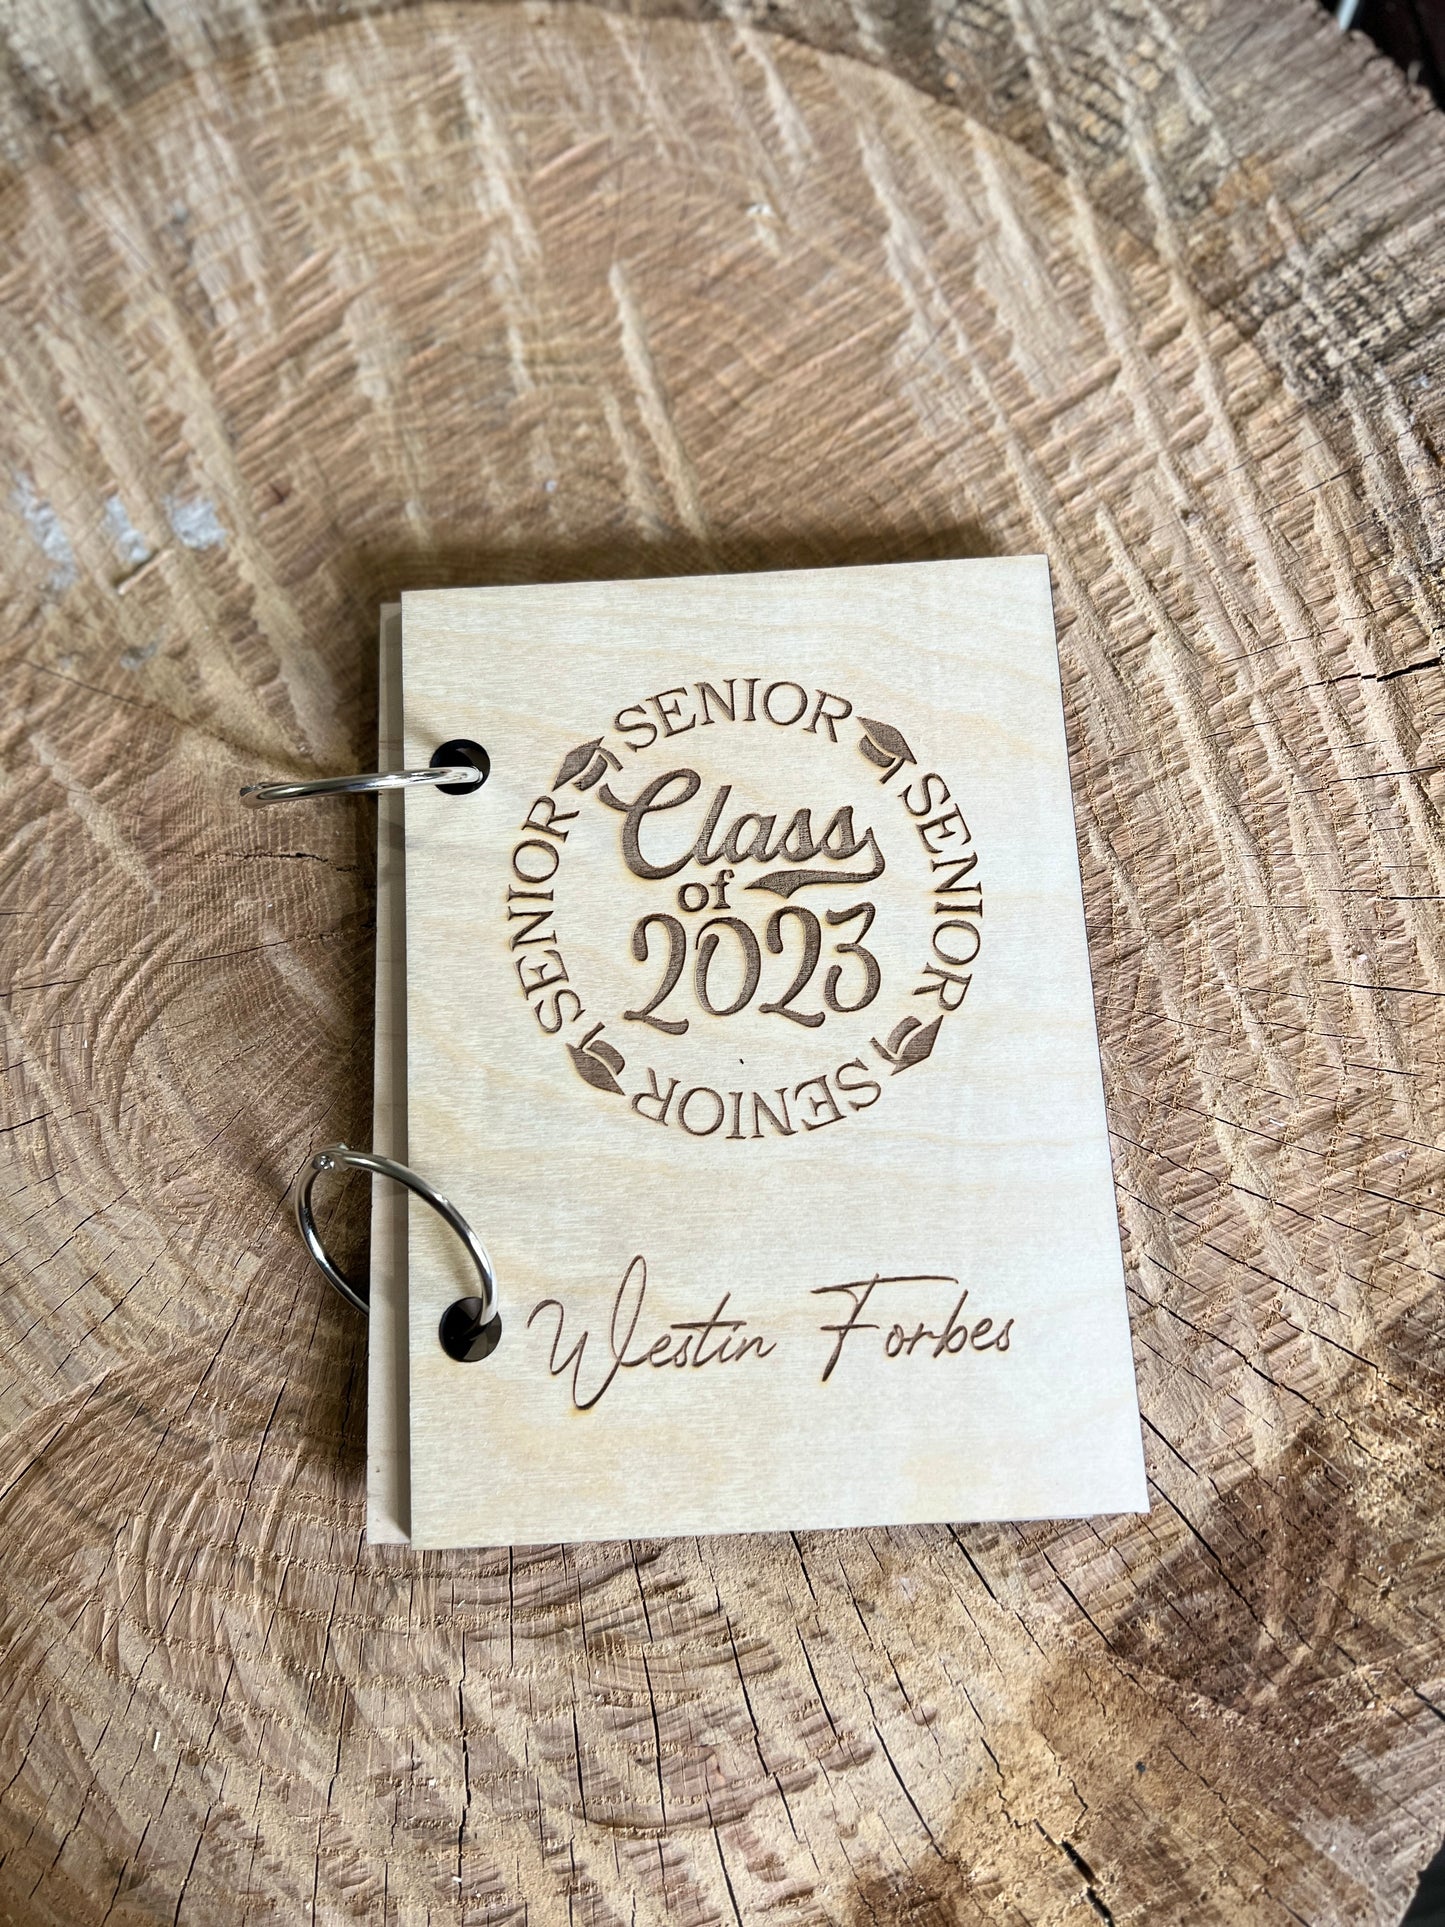 SENIOR
SENIOR
SENIOR
SENIOR
Class
of
2023
Westin Forbes